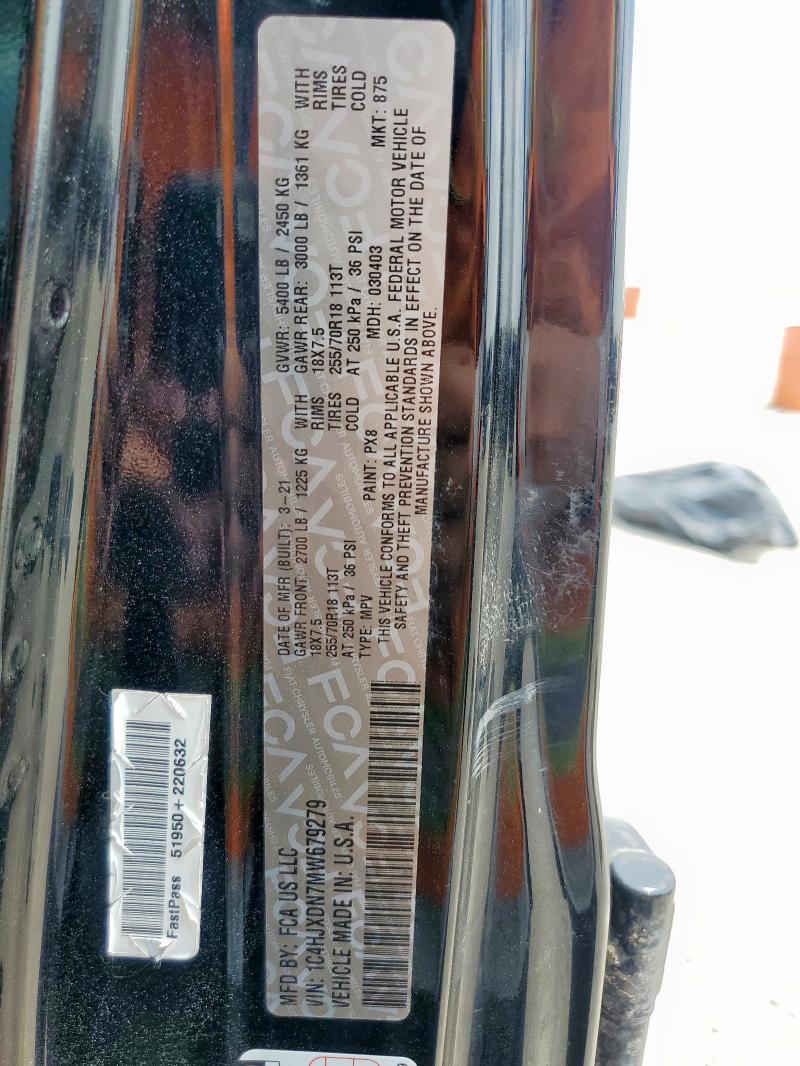 MFD BY: FCA US LLC
VIN: 1C4HJXDN7MW679279
VEHICLE MADE IN: U.S.A.
DATE OF MFR (BUILT): 3-21 GVWR: 5400 LB / 2450 KG
GAWR FRONT: 2700 LB / 1225 KG WITH GAWR REAR: 3000 LB / 1361 KG WITH
18X7.5 RIMS 18X7.5 RIMS
255/70R18 113T TIRES 255/70R18 113T TIRES
AT 250 kPa / 36 PSI COLD AT 250 kPa / 36 PSI COLD
TYPE: MPV PAINT: PX8 MDH: 030403 MKT: 875
THIS VEHICLE CONFORMS TO ALL APPLICABLE U.S.A. FEDERAL MOTOR VEHICLE
SAFETY AND THEFT PREVENTION STANDARDS IN EFFECT ON THE DATE OF
MANUFACTURE SHOWN ABOVE.
FastPass 51950+220632